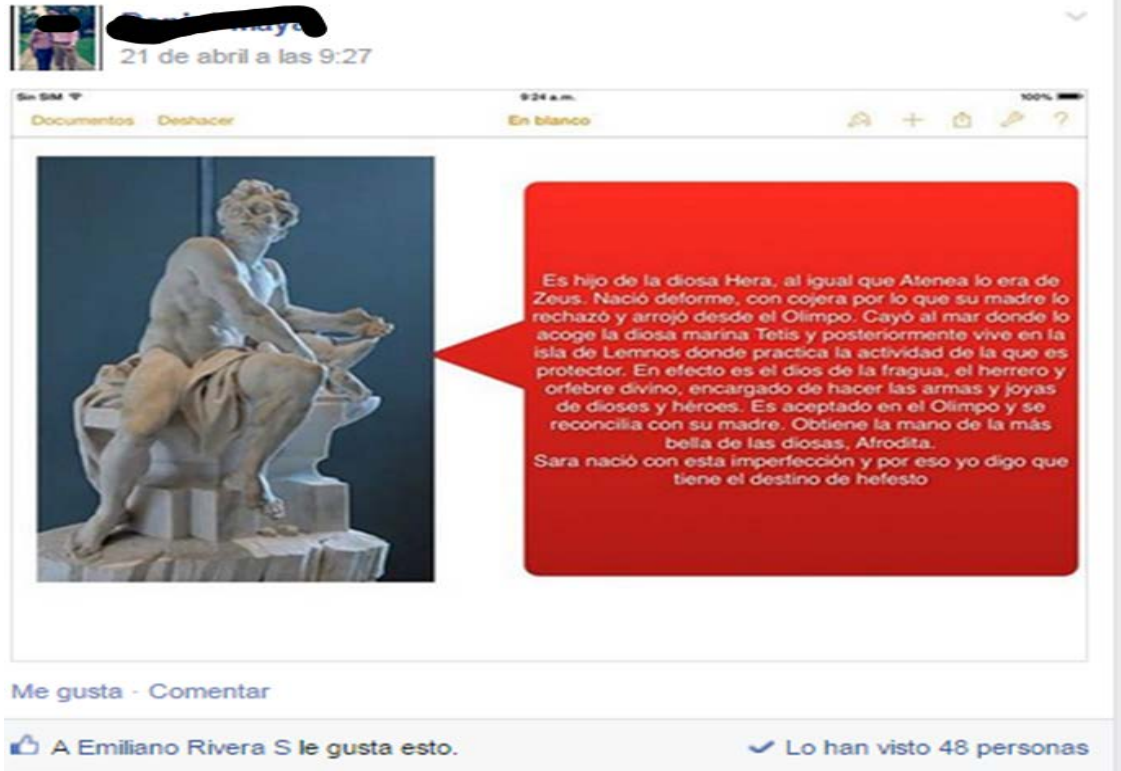 21 de abril a las 9:27
Sin SIM
9:24 a.m.
100%
Documentos Deshacer
En blanco
?
Es hijo de la diosa Hera, al igual que Atenea lo era de
Zeus. Nació deforme, con cojera por lo que su madre lo
rechazó y arrojó desde el Olimpo. Cayó al mar donde lo
acoge la diosa marina Tetis y posteriormente vive en la
isla de Lemnos donde practica la actividad de la que es
protector. En efecto es el dios de la fragua, el herrero y
orfebre divino, encargado de hacer las armas y joyas
de dioses y héroes. Es aceptado en el Olimpo y se
reconcilia con su madre. Obtiene la mano de la más
bella de las diosas, Afrodita.
Sara nació con esta imperfección y por eso yo digo que
tiene el destino de hefesto
Me gusta · Comentar
A Emiliano Rivera S le gusta esto.
Lo han visto 48 personas